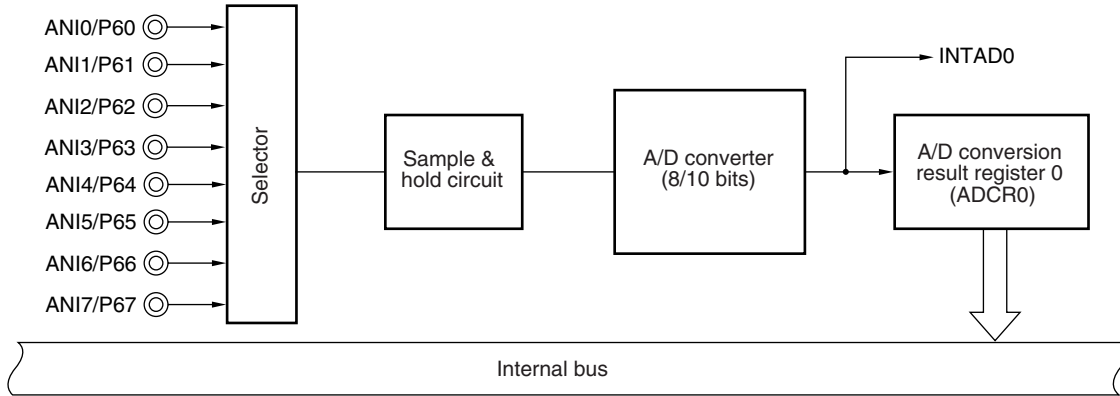 ANI0/P60
ANI1/P61
ANI2/P62
ANI3/P63
ANI4/P64
ANI5/P65
ANI6/P66
ANI7/P67
Selector
Sample &
hold circuit
A/D converter
(8/10 bits)
INTAD0
A/D conversion
result register 0
(ADCR0)
Internal bus